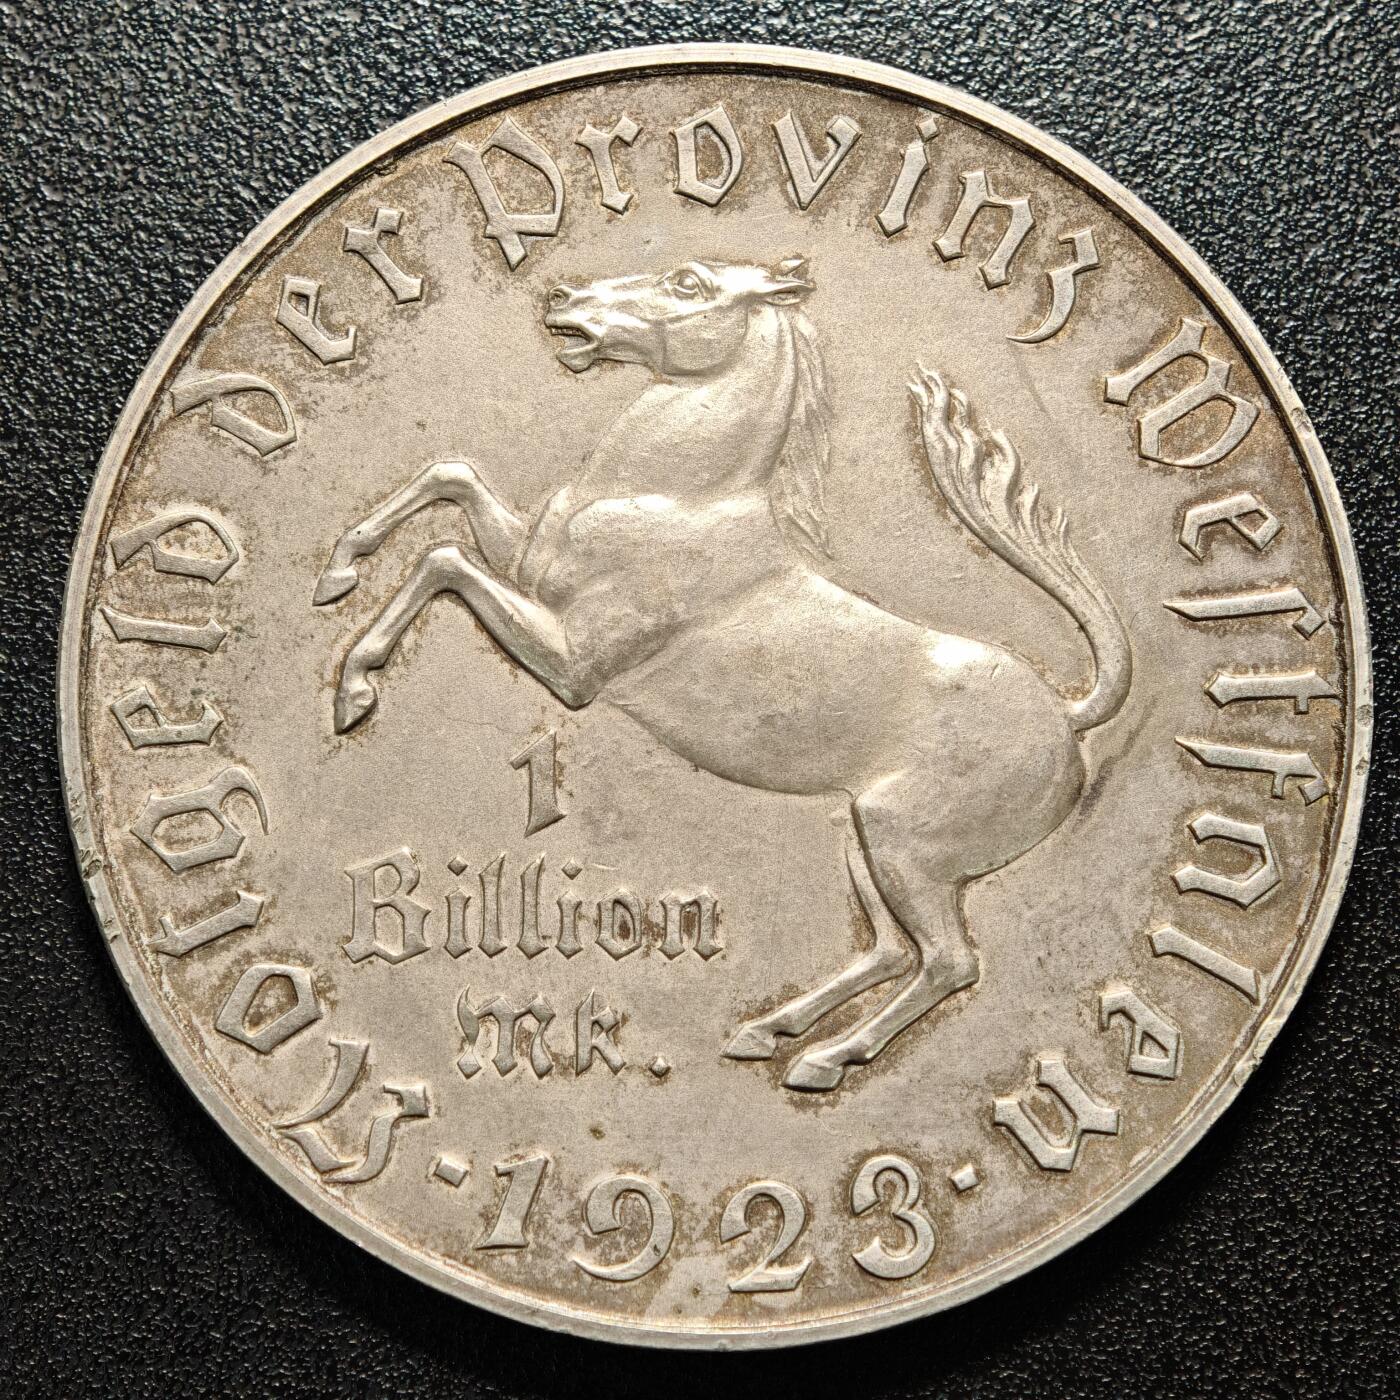 Notgeld der Provinz Westfalen
1
Billion
Mk.
· 1923 ·